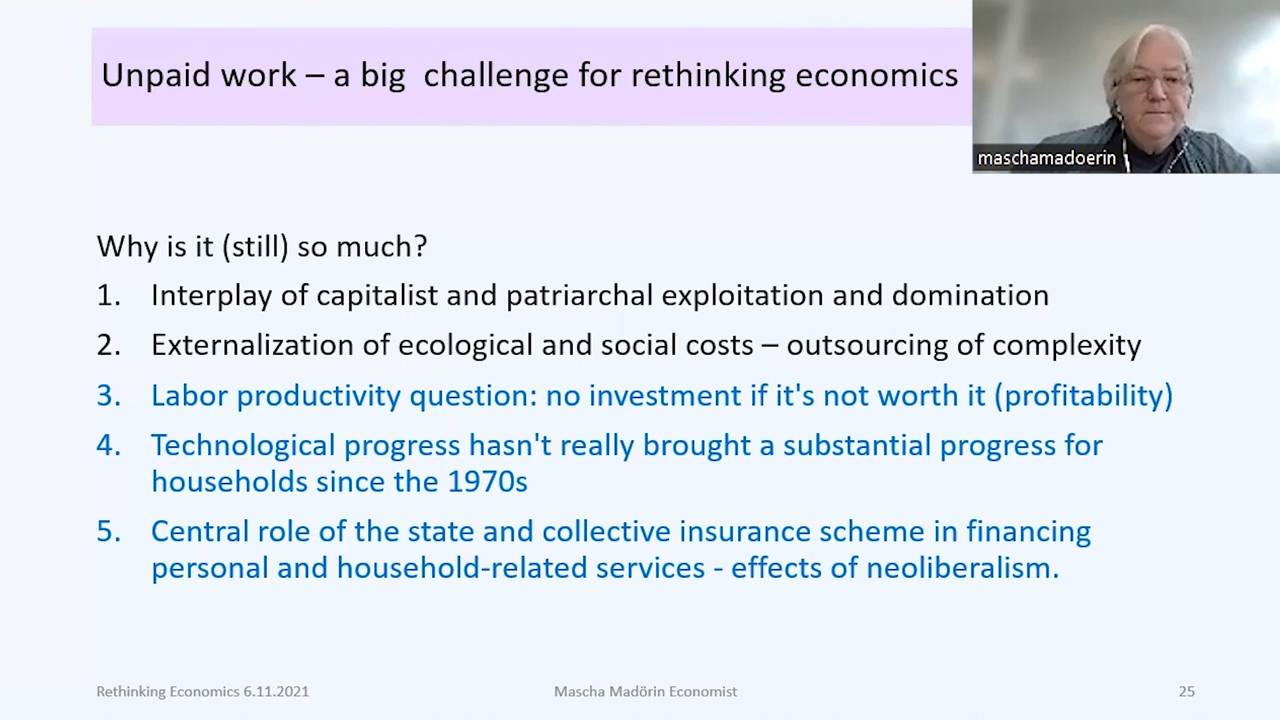 Unpaid work – a big  challenge for rethinking economics
maschamadoerin
Why is it (still) so much?
1. Interplay of capitalist and patriarchal exploitation and domination
2. Externalization of ecological and social costs – outsourcing of complexity
3. Labor productivity question: no investment if it's not worth it (profitability)
4. Technological progress hasn't really brought a substantial progress for
households since the 1970s
5. Central role of the state and collective insurance scheme in financing
personal and household-related services - effects of neoliberalism.
Rethinking Economics 6.11.2021
Mascha Madörin Economist
25